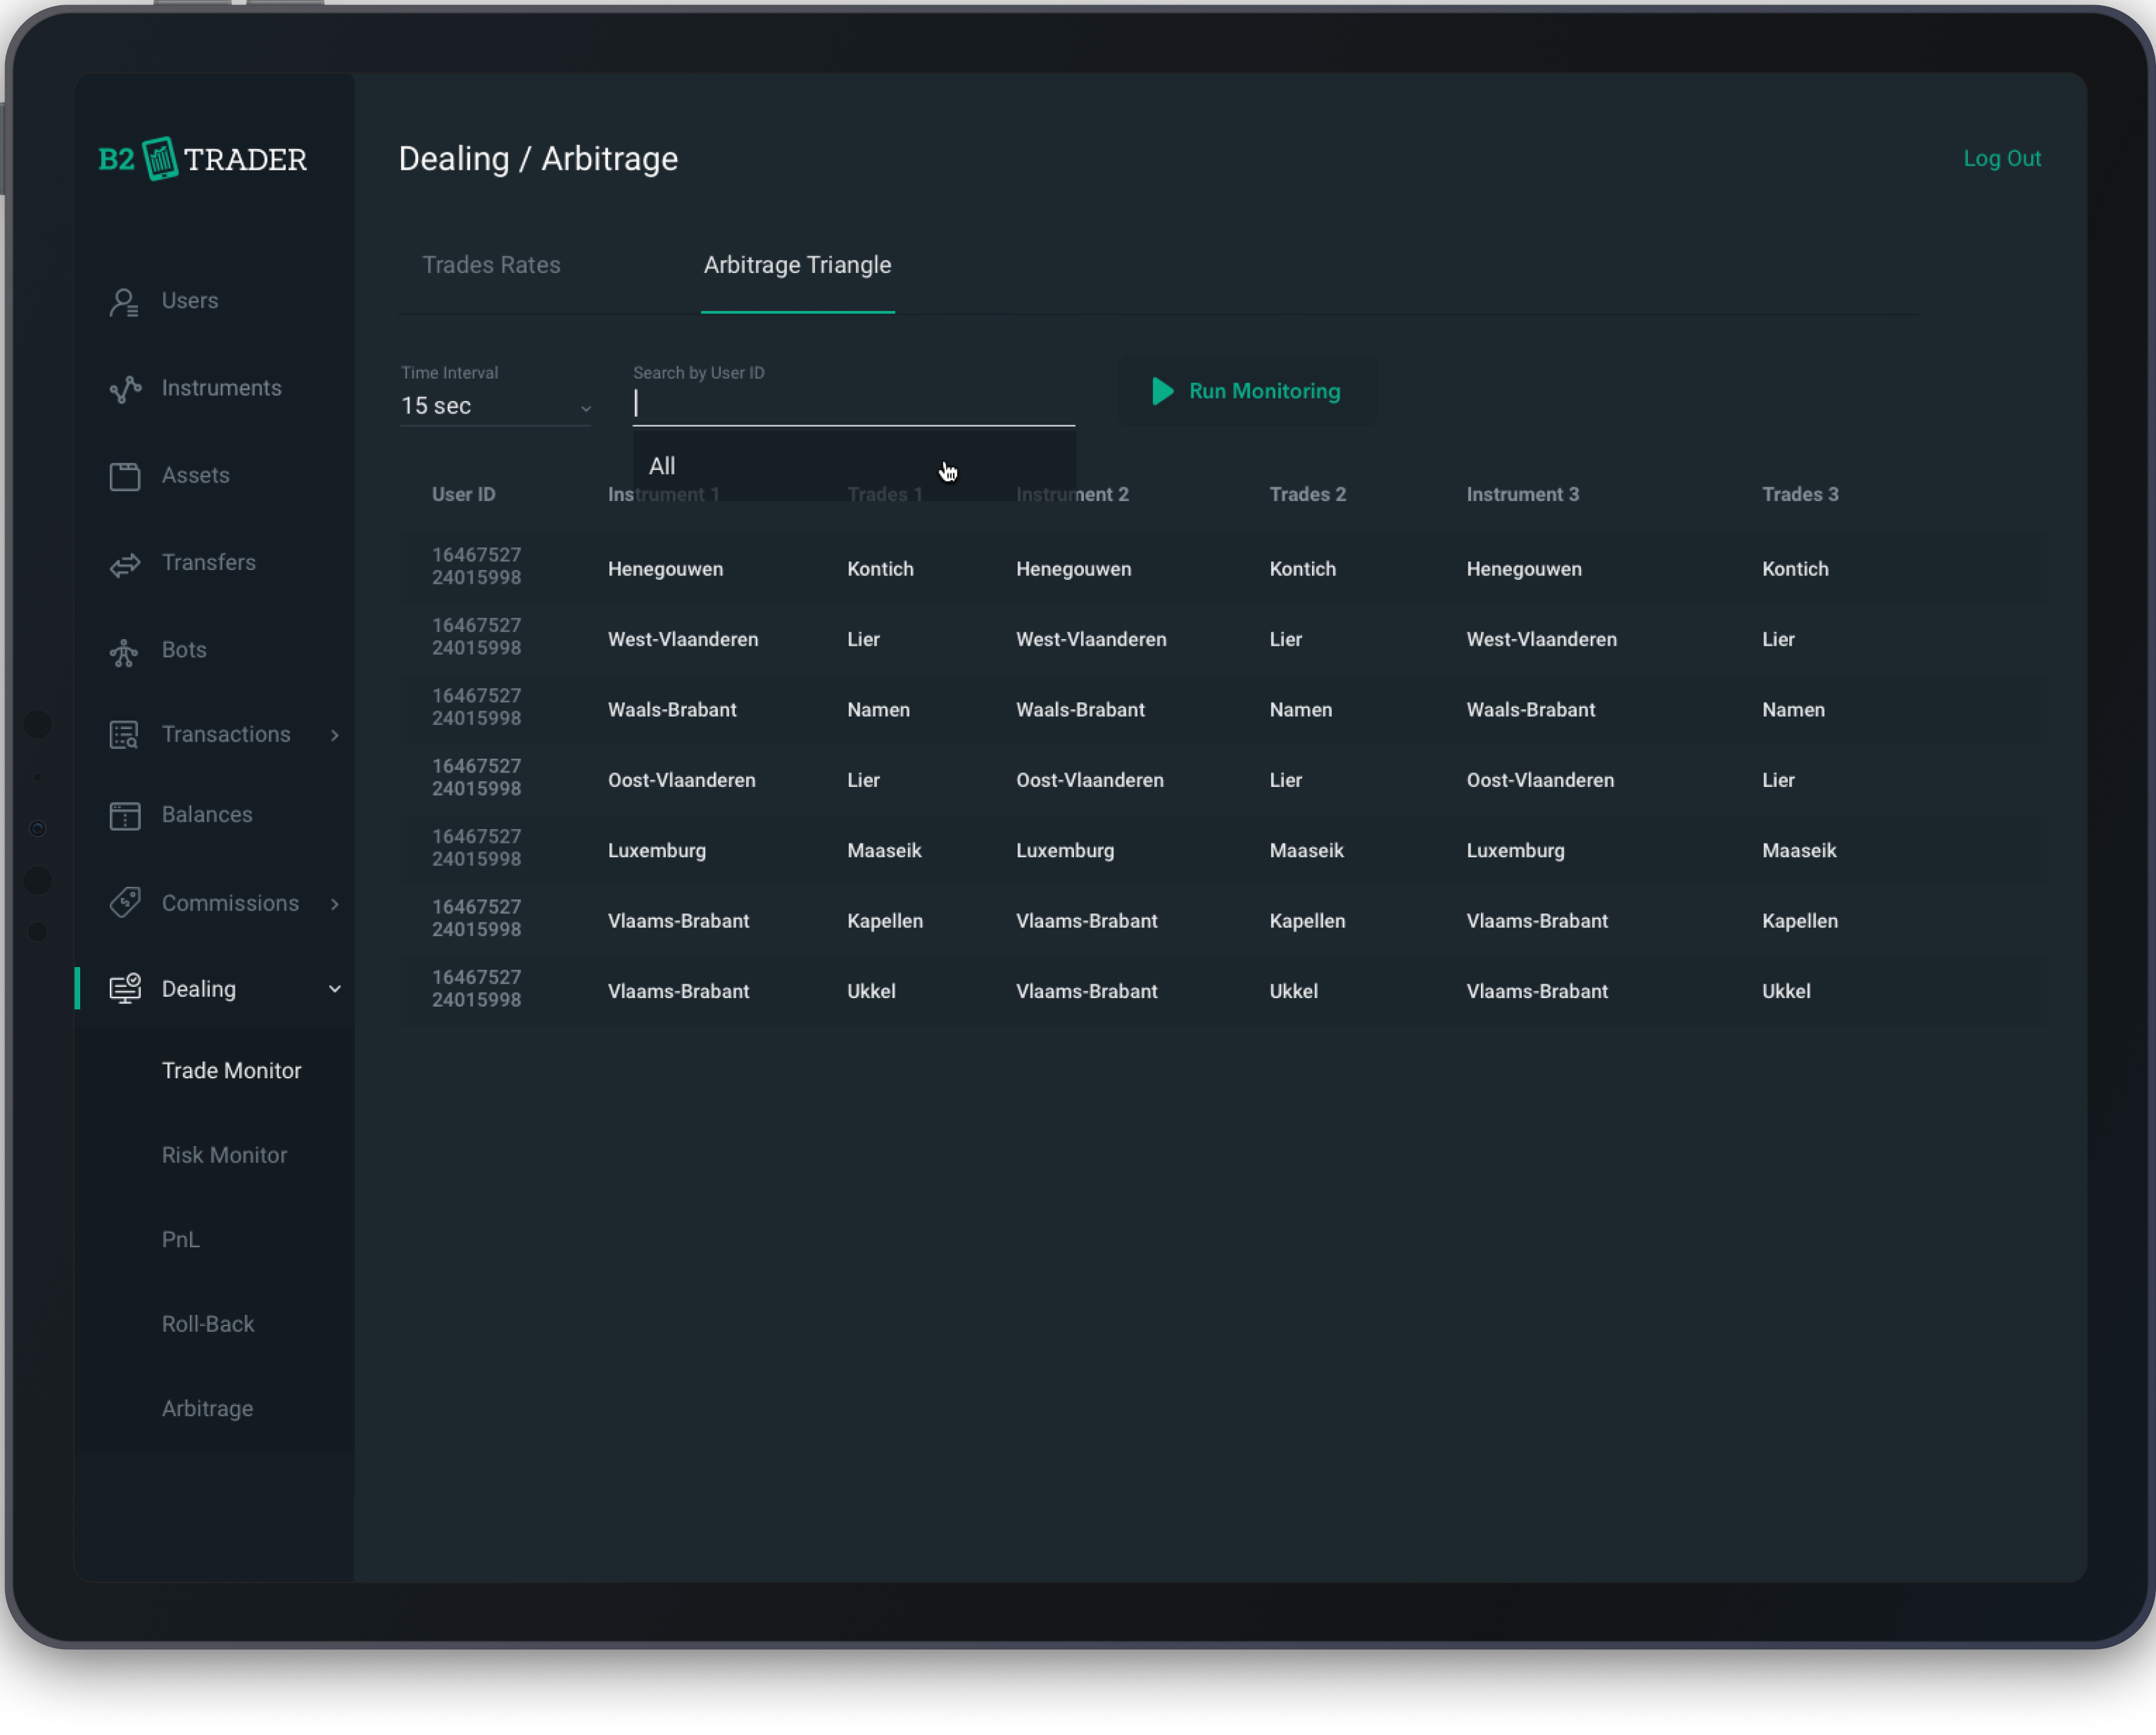 B2 TRADER
Dealing / Arbitrage
Log Out
Users
Instruments
Assets
Transfers
Bots
Transactions
Balances
Commissions
Dealing
Trade Monitor
Risk Monitor
PnL
Roll-Back
Arbitrage
Trades Rates Arbitrage Triangle
Time Interval
15 sec
Search by User ID
All
Run Monitoring
User ID Instrument 1 Trades 1 Instrument 2 Trades 2 Instrument 3 Trades 3
16467527
24015998
Henegouwen Kontich Henegouwen Kontich Henegouwen Kontich
16467527
24015998
West-Vlaanderen Lier West-Vlaanderen Lier West-Vlaanderen Lier
16467527
24015998
Waals-Brabant Namen Waals-Brabant Namen Waals-Brabant Namen
16467527
24015998
Oost-Vlaanderen Lier Oost-Vlaanderen Lier Oost-Vlaanderen Lier
16467527
24015998
Luxemburg Maaseik Luxemburg Maaseik Luxemburg Maaseik
16467527
24015998
Vlaams-Brabant Kapellen Vlaams-Brabant Kapellen Vlaams-Brabant Kapellen
16467527
24015998
Vlaams-Brabant Ukkel Vlaams-Brabant Ukkel Vlaams-Brabant Ukkel